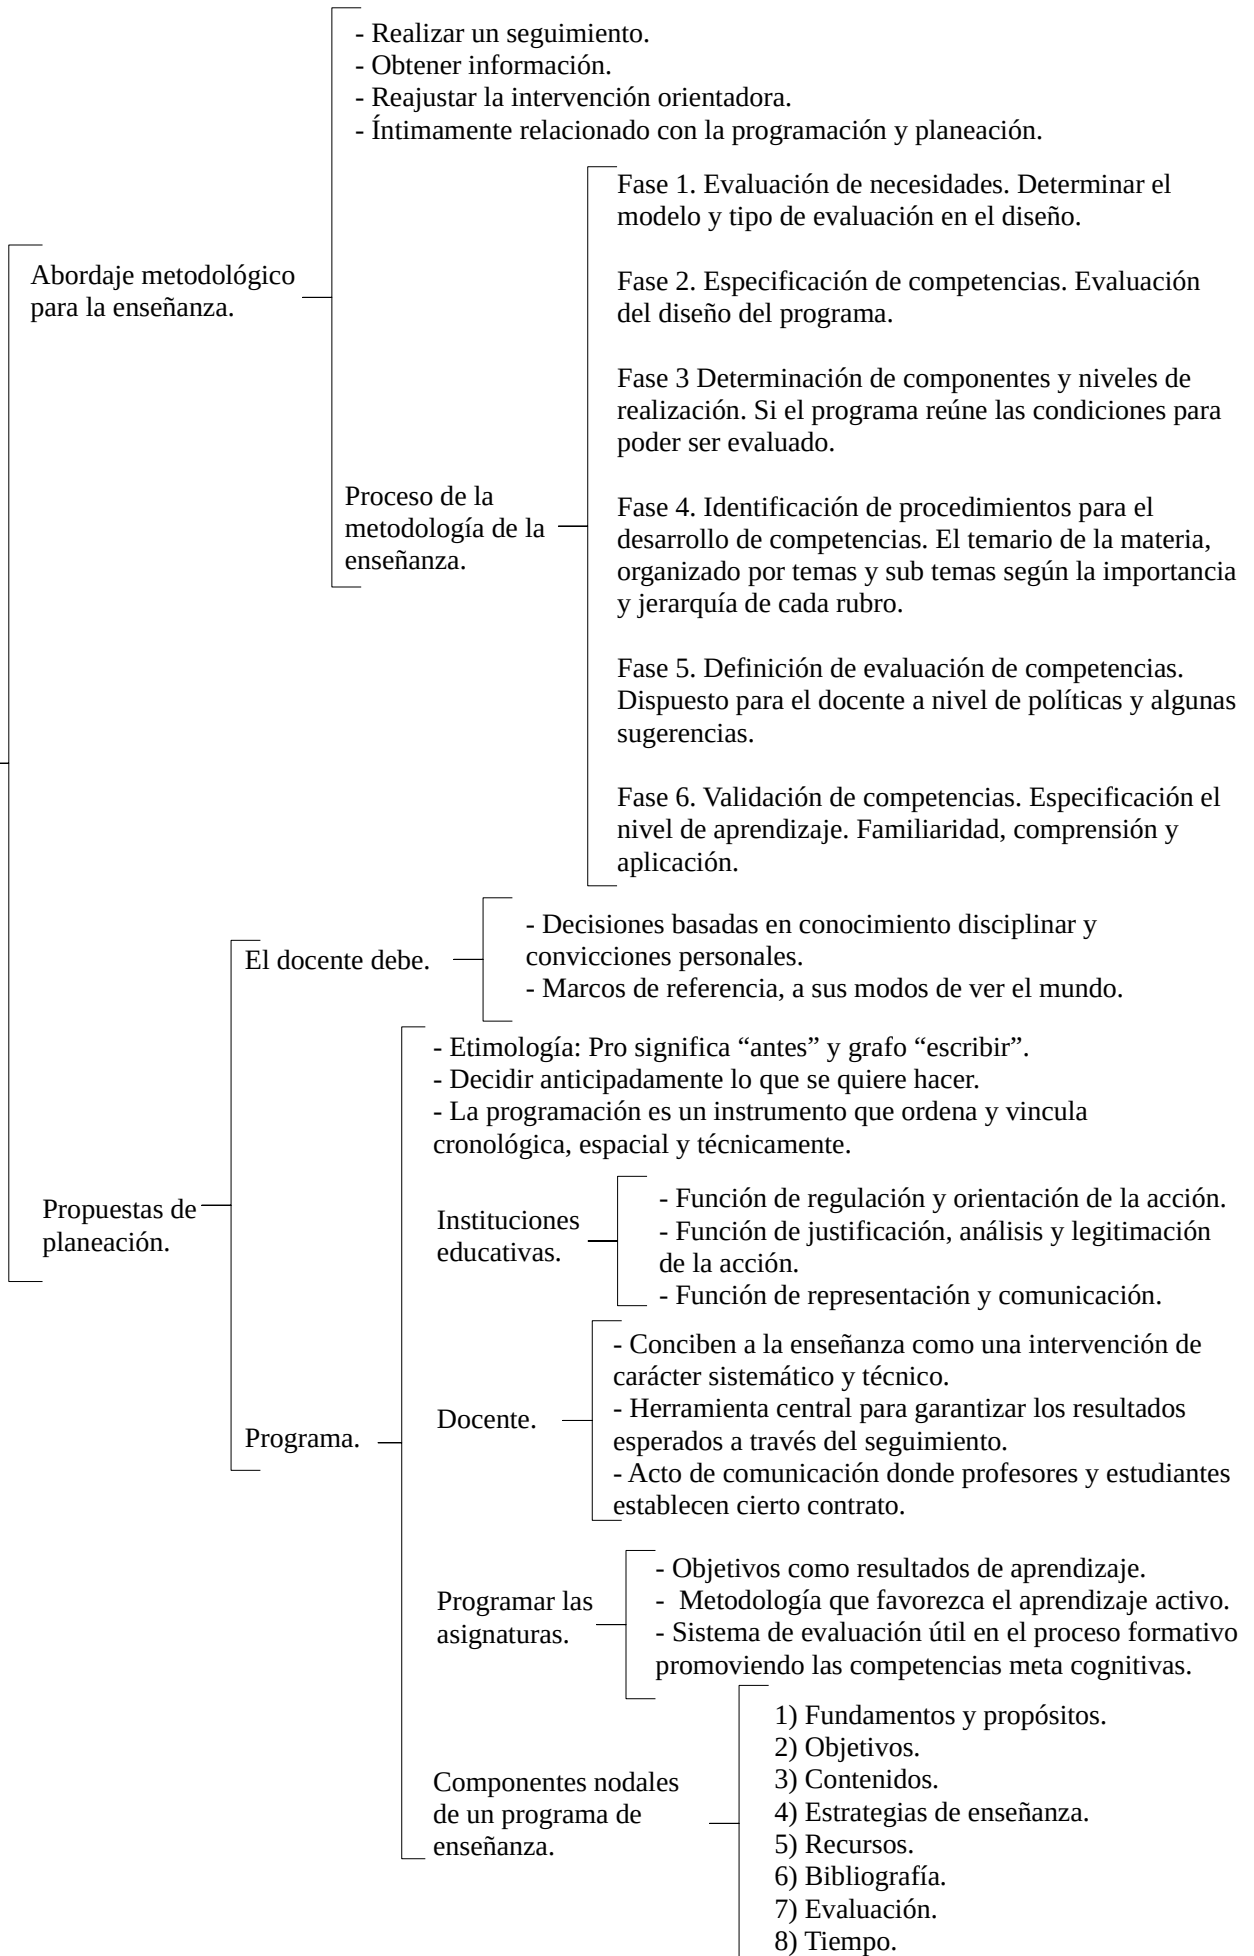 - Realizar un seguimiento.
- Obtener información.
- Reajustar la intervención orientadora.
- Íntimamente relacionado con la programación y planeación.
Abordaje metodológico
para la enseñanza.
Proceso de la
metodología de la
enseñanza.
Fase 1. Evaluación de necesidades. Determinar el
modelo y tipo de evaluación en el diseño.
Fase 2. Especificación de competencias. Evaluación
del diseño del programa.
Fase 3 Determinación de componentes y niveles de
realización. Si el programa reúne las condiciones para
poder ser evaluado.
Fase 4. Identificación de procedimientos para el
desarrollo de competencias. El temario de la materia,
organizado por temas y sub temas según la importancia
y jerarquía de cada rubro.
Fase 5. Definición de evaluación de competencias.
Dispuesto para el docente a nivel de políticas y algunas
sugerencias.
Fase 6. Validación de competencias. Especificación el
nivel de aprendizaje. Familiaridad, comprensión y
aplicación.
Propuestas de
planeación.
El docente debe.
- Decisiones basadas en conocimiento disciplinar y
convicciones personales.
- Marcos de referencia, a sus modos de ver el mundo.
Programa.
- Etimología: Pro significa “antes” y grafo “escribir”.
- Decidir anticipadamente lo que se quiere hacer.
- La programación es un instrumento que ordena y vincula
cronológica, espacial y técnicamente.
Instituciones
educativas.
- Función de regulación y orientación de la acción.
- Función de justificación, análisis y legitimación
de la acción.
- Función de representación y comunicación.
Docente.
- Conciben a la enseñanza como una intervención de
carácter sistemático y técnico.
- Herramienta central para garantizar los resultados
esperados a través del seguimiento.
- Acto de comunicación donde profesores y estudiantes
establecen cierto contrato.
Programar las
asignaturas.
- Objetivos como resultados de aprendizaje.
- Metodología que favorezca el aprendizaje activo.
- Sistema de evaluación útil en el proceso formativo
promoviendo las competencias meta cognitivas.
Componentes nodales
de un programa de
enseñanza.
1) Fundamentos y propósitos.
2) Objetivos.
3) Contenidos.
4) Estrategias de enseñanza.
5) Recursos.
6) Bibliografía.
7) Evaluación.
8) Tiempo.